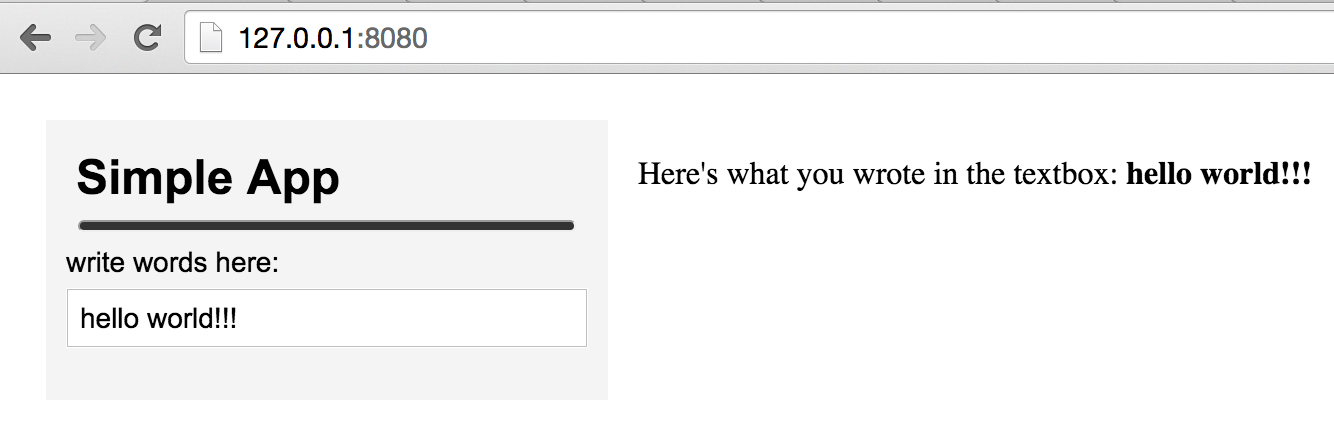 127.0.0.1:8080
Simple App
write words here:
hello world!!!
Here's what you wrote in the textbox: hello world!!!